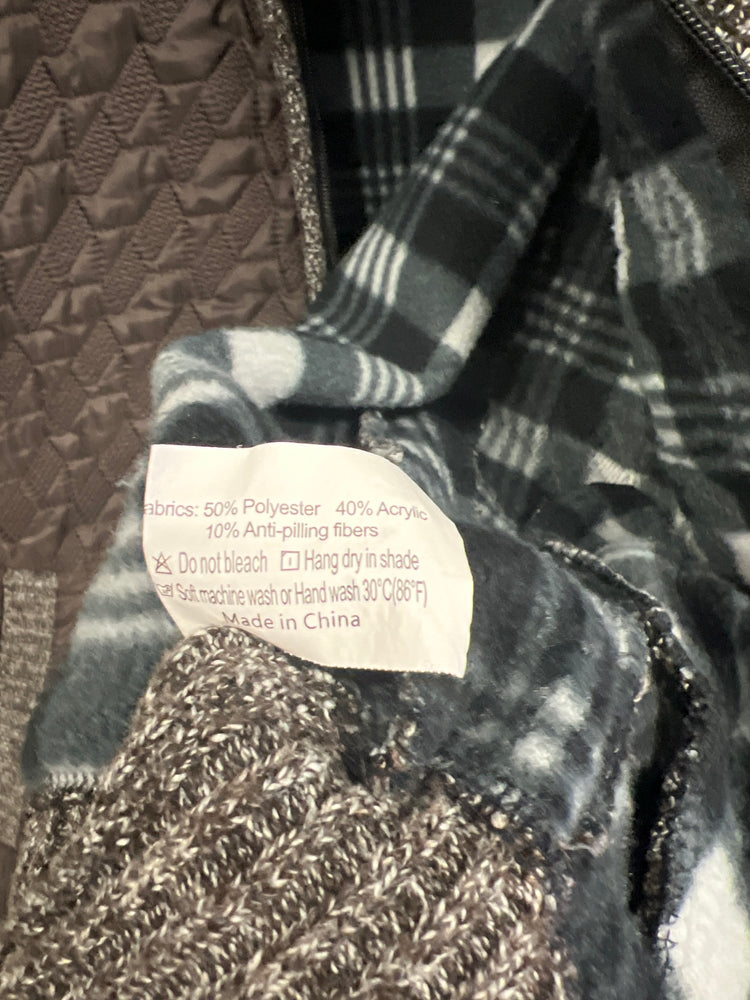 abrics: 50% Polyester 40% Acrylic
10% Anti-pilling fibers
Do not bleach Hang dry in shade
Soft machine wash or Hand wash 30°C(86°F)
Made in China